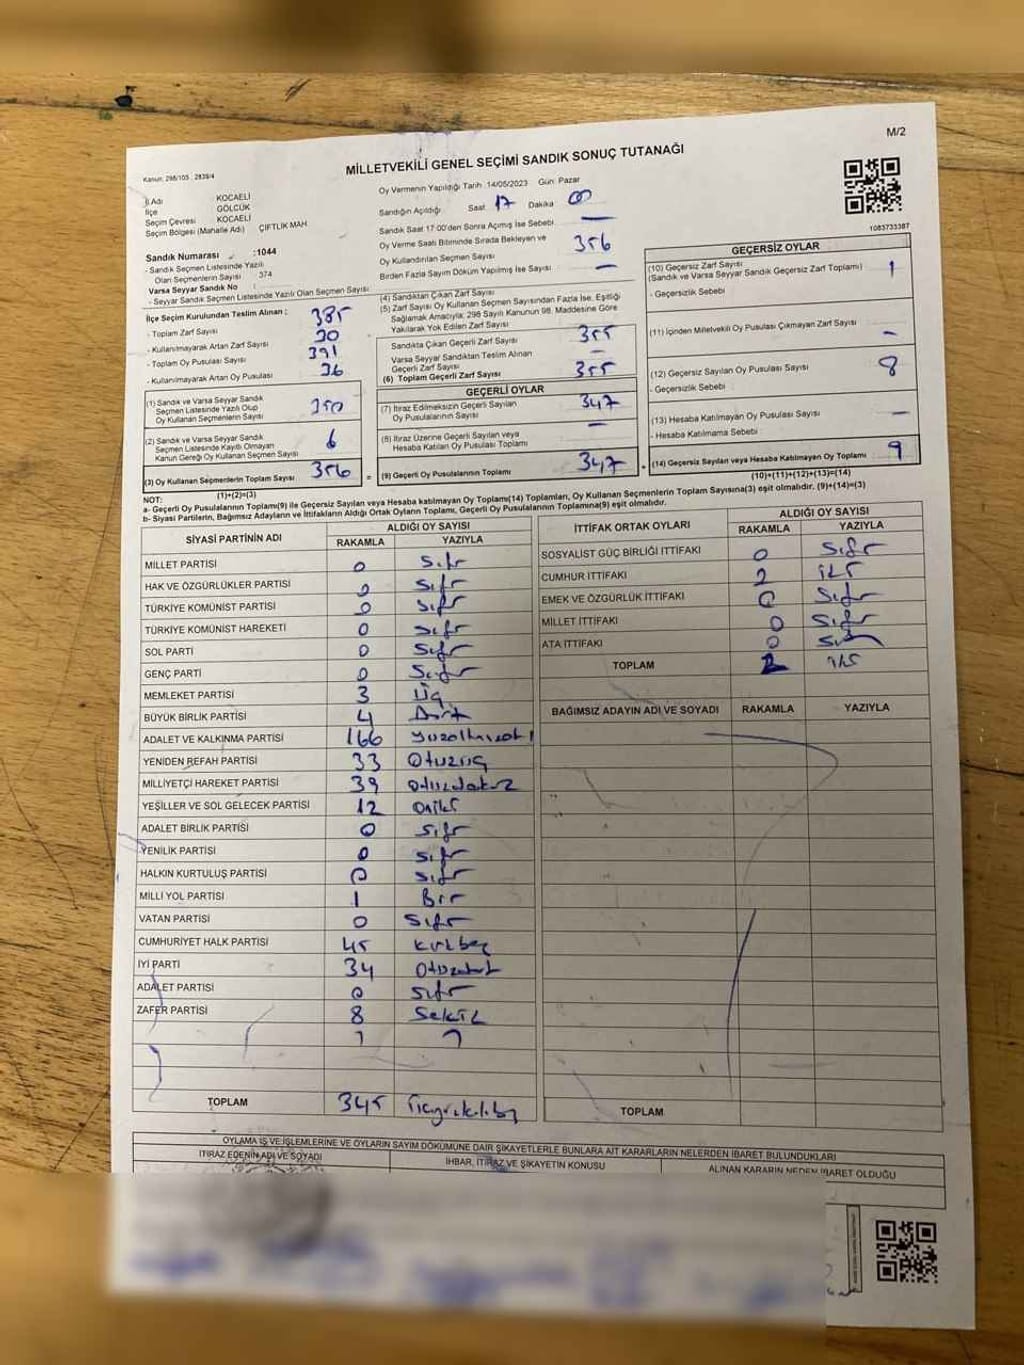 M/2
MİLLETVEKİLİ GENEL SEÇİMİ SANDIK SONUÇ TUTANAĞI
Kanun: 298/105 , 2839/4
İl Adı KOCAELİ
İlçe GÖLCÜK
Seçim Çevresi KOCAELİ
Seçim Bölgesi (Mahalle Adı) ÇİFTLİK MAH.
Sandık Numarası :1044
- Sandık Seçmen Listesinde Yazılı
Olan Seçmenlerin Sayısı 374
Varsa Seyyar Sandık No :
- Seyyar Sandık Seçmen Listesinde Yazılı Olan Seçmen Sayısı
Oy Vermenin Yapıldığı Tarih :14/05/2023 Gün: Pazar
Sandığın Açıldığı Saat 17 Dakika 00
Sandık Saat 17:00'den Sonra Açılmış İse Sebebi —
Oy Verme Saati Bitiminde Sırada Bekleyen ve
Oy Kullandırılan Seçmen Sayısı 356
Birden Fazla Sayım Döküm Yapılmış İse Sayısı —
1083733387
İlçe Seçim Kurulundan Teslim Alınan : 385
- Toplam Zarf Sayısı 30
- Kullanılmayarak Artan Zarf Sayısı 391
- Toplam Oy Pusulası Sayısı 36
- Kullanılmayarak Artan Oy Pusulası
(1) Sandık ve Varsa Seyyar Sandık
Seçmen Listesinde Yazılı Olup
Oy Kullanan Seçmenlerin Sayısı 350
(2) Sandık ve Varsa Seyyar Sandık
Seçmen Listesinde Kayıtlı Olmayan
Kanun Gereği Oy Kullanan Seçmen Sayısı 6
(3) Oy Kullanan Seçmenlerin Toplam Sayısı 356
(1)+(2)=(3)
(4) Sandıktan Çıkan Zarf Sayısı
(5) Zarf Sayısı Oy Kullanan Seçmen Sayısından Fazla İse, Eşitliği
Sağlamak Amacıyla; 298 Sayılı Kanunun 98. Maddesine Göre
Yakılarak Yok Edilen Zarf Sayısı
Sandıkta Çıkan Geçerli Zarf Sayısı 355
Varsa Seyyar Sandıktan Teslim Alınan
Geçerli Zarf Sayısı —
(6) Toplam Geçerli Zarf Sayısı 355
GEÇERLİ OYLAR
(7) İtiraz Edilmeksizin Geçerli Sayılan
Oy Pusulalarının Sayısı 347
(8) İtiraz Üzerine Geçerli Sayılan veya
Hesaba Katılan Oy Pusulası Toplamı —
= (9) Geçerli Oy Pusulalarının Toplamı 347
GEÇERSİZ OYLAR
(10) Geçersiz Zarf Sayısı
(Sandık ve Varsa Seyyar Sandık Geçersiz Zarf Toplamı) 1
- Geçersizlik Sebebi
(11) İçinden Milletvekili Oy Pusulası Çıkmayan Zarf Sayısı —
(12) Geçersiz Sayılan Oy Pusulası Sayısı 8
- Geçersizlik Sebebi
(13) Hesaba Katılmayan Oy Pusulası Sayısı —
- Hesaba Katılmama Sebebi
+ (14) Geçersiz Sayılan veya Hesaba Katılmayan Oy Toplamı 9
(10)+(11)+(12)+(13)=(14)
NOT:
a- Geçerli Oy Pusulasının Toplamı(9) ile Geçersiz Sayılan veya Hesaba katılmayan Oy Toplamı(14) Toplamları, Oy Kullanan Seçmenlerin Toplam Sayısına(3) eşit olmalıdır. (9)+(14)=(3)
b- Siyasi Partilerin, Bağımsız Adayların ve İttifakların Aldığı Ortak Oyların Toplamı, Geçerli Oy Pusulalarının Toplamına(9) eşit olmalıdır.
SİYASİ PARTİNİN ADI ALDIĞI OY SAYISI
RAKAMLA YAZIYLA
MİLLET PARTİSİ 0 Sıfır
HAK VE ÖZGÜRLÜKLER PARTİSİ 0 Sıfır
TÜRKİYE KOMÜNİST PARTİSİ 0 Sıfır
TÜRKİYE KOMÜNİST HAREKETİ 0 Sıfır
SOL PARTİ 0 Sıfır
GENÇ PARTİ 0 Sıfır
MEMLEKET PARTİSİ 3 Üç
BÜYÜK BİRLİK PARTİSİ 4 Dört
ADALET VE KALKINMA PARTİSİ 166 Yüzaltmışaltı
YENİDEN REFAH PARTİSİ 33 Otuzüç
MİLLİYETÇİ HAREKET PARTİSİ 39 Otuzdokuz
YEŞİLLER VE SOL GELECEK PARTİSİ 12 Oniki
ADALET BİRLİK PARTİSİ 0 Sıfır
YENİLİK PARTİSİ 0 Sıfır
HALKIN KURTULUŞ PARTİSİ 0 Sıfır
MİLLİ YOL PARTİSİ 1 Bir
VATAN PARTİSİ 0 Sıfır
CUMHURİYET HALK PARTİSİ 45 Kırkbeş
İYİ PARTİ 34 Otuzdört
ADALET PARTİSİ 0 Sıfır
ZAFER PARTİSİ 8 Sekiz
TOPLAM 345 Üçyüzkırkbeş
İTTİFAK ORTAK OYLARI ALDIĞI OY SAYISI
RAKAMLA YAZIYLA
SOSYALİST GÜÇ BİRLİĞİ İTTİFAKI 0 Sıfır
CUMHUR İTTİFAKI 2 İki
EMEK VE ÖZGÜRLÜK İTTİFAKI 0 Sıfır
MİLLET İTTİFAKI 0 Sıfır
ATA İTTİFAKI 0 Sıfır
TOPLAM 2 iki
BAĞIMSIZ ADAYIN ADI VE SOYADI RAKAMLA YAZIYLA
TOPLAM
OYLAMA İŞ VE İŞLEMLERİNE VE OYLARIN SAYIM DÖKÜMÜNE DAİR ŞİKAYETLERLE BUNLARA AİT KARARLARIN NELERDEN İBARET BULUNDUKLARI
İTİRAZ EDENİN ADI VE SOYADI İHBAR, İTİRAZ VE ŞİKAYETİN KONUSU ALINAN KARARIN NEDEN İBARET OLDUĞU